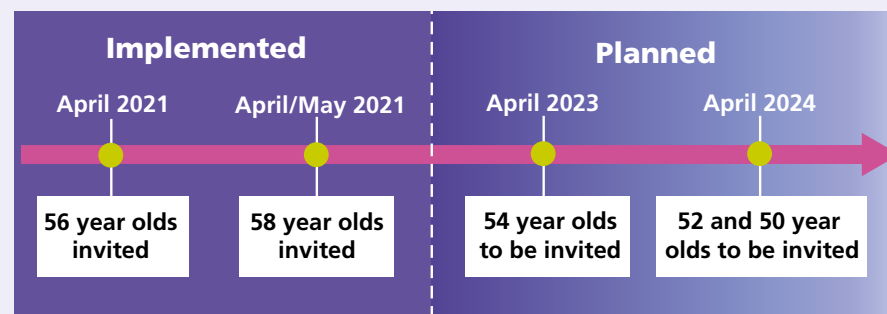 Implemented
Planned
April 2021
April/May 2021
April 2023
April 2024
56 year olds
invited
58 year olds
invited
54 year olds
to be invited
52 and 50 year
olds to be invited